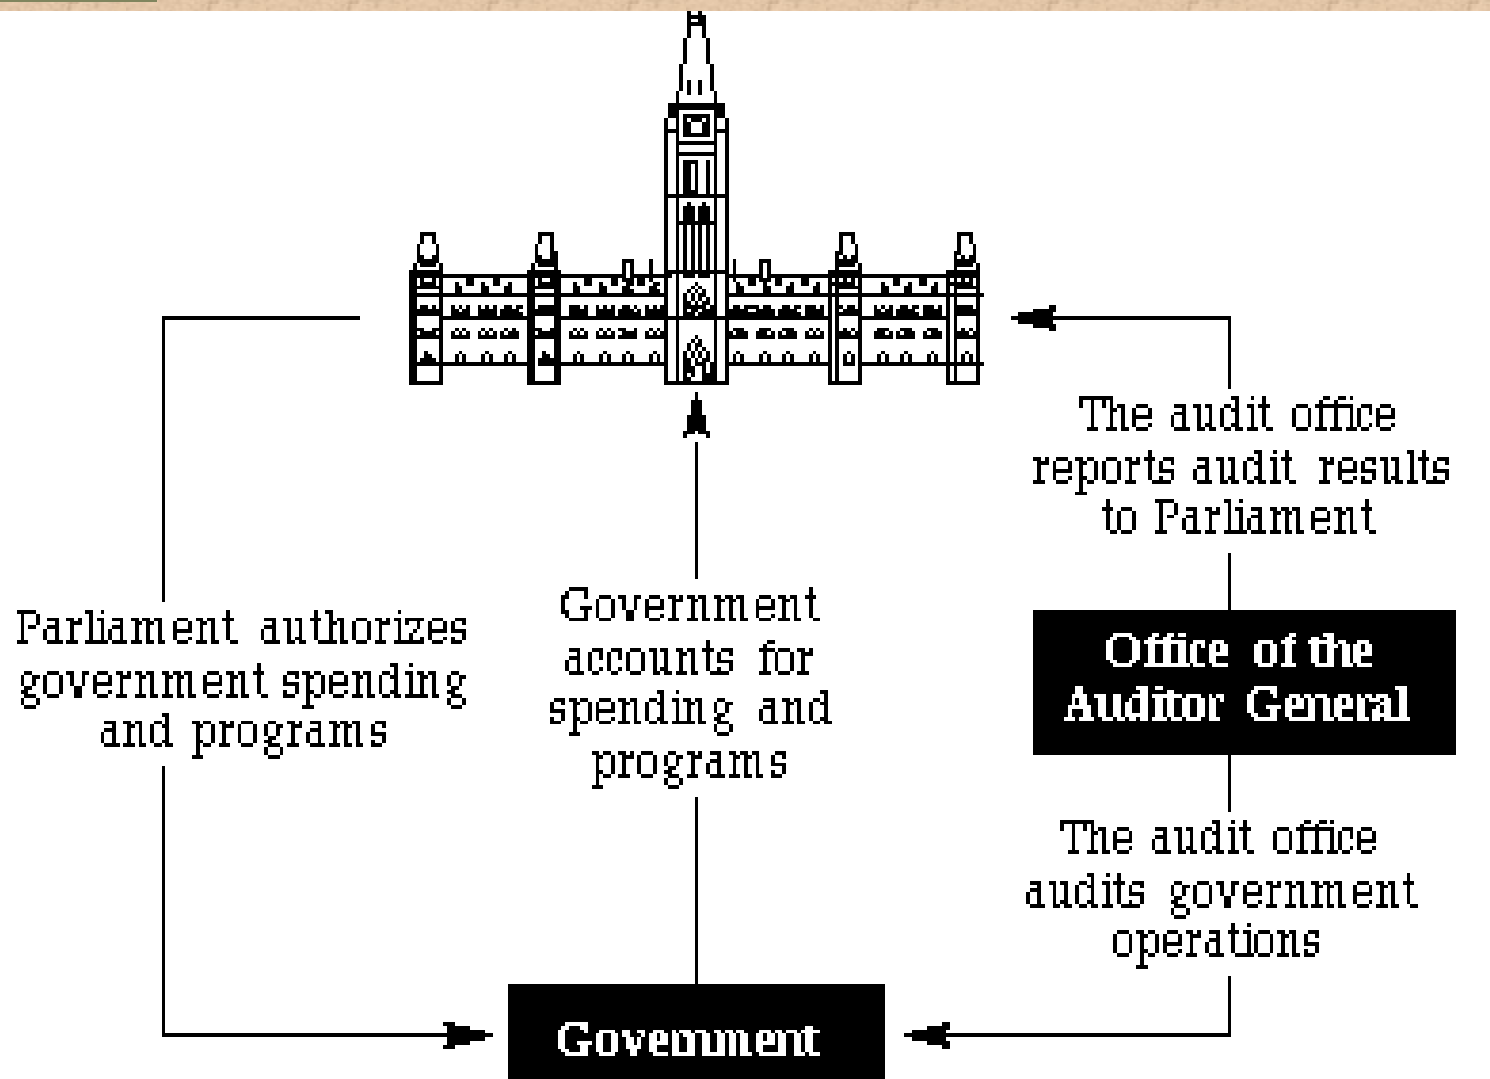 The audit office
reports audit results
to Parliament
Parliament authorizes
government spending
and programs
Government
accounts for
spending and
programs
Office of the
Auditor General
The audit office
audits government
operations
Government